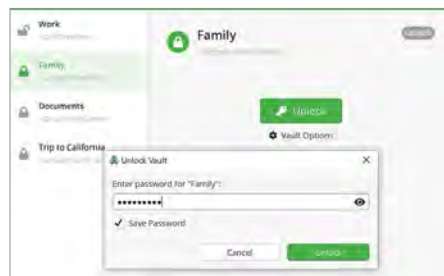 Work
Family
Family
Unlock
Documents
Vault Options
Trip to California
Unlock Vault
Enter password for "Family":
•••••••••
Save Password
Cancel
Unlock